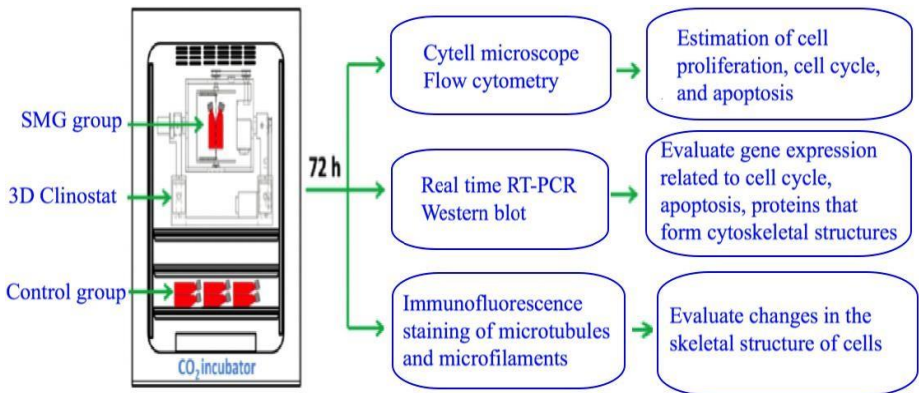 SMG group
3D Clinostat
Control group
CO2 incubator
72 h
Cytell microscope
Flow cytometry
Estimation of cell
proliferation, cell cycle,
and apoptosis
Real time RT-PCR
Western blot
Evaluate gene expression
related to cell cycle,
apoptosis, proteins that
form cytoskeletal structures
Immunofluorescence
staining of microtubules
and microfilaments
Evaluate changes in the
skeletal structure of cells